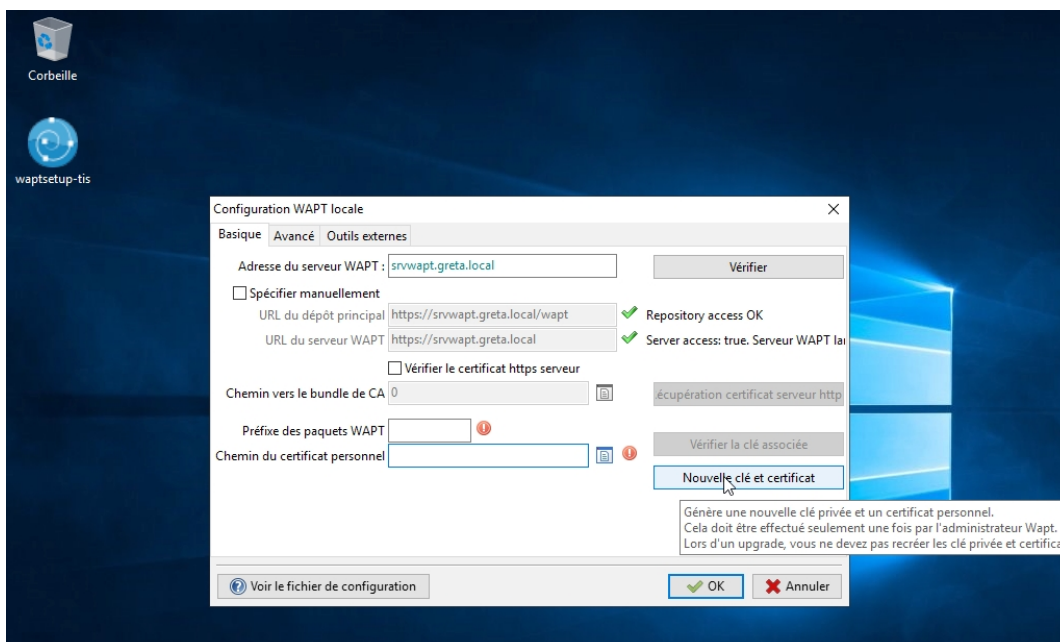 Corbeille
waptsetup-tis
Configuration WAPT locale
Basique Avancé Outils externes
Adresse du serveur WAPT : srvwapt.greta.local Vérifier
Spécifier manuellement
URL du dépôt principal https://srvwapt.greta.local/wapt Repository access OK
URL du serveur WAPT https://srvwapt.greta.local Server access: true. Serveur WAPT lan
Vérifier le certificat https serveur
Chemin vers le bundle de CA 0 .écupération certificat serveur http
Préfixe des paquets WAPT
Vérifier la clé associée
Chemin du certificat personnel
Nouvelle clé et certificat
Génère une nouvelle clé privée et un certificat personnel.
Cela doit être effectué seulement une fois par l'administrateur Wapt.
Lors d'un upgrade, vous ne devez pas recréer les clé privée et certifica
Voir le fichier de configuration OK Annuler